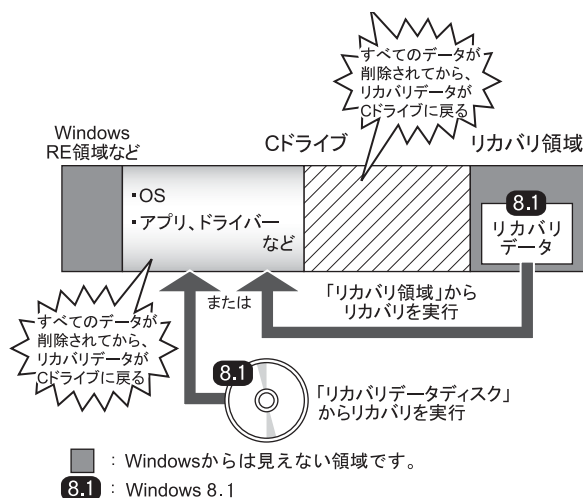 すべてのデータが
削除されてから、
リカバリデータが
Cドライブに戻る
Windows
RE領域など
Cドライブ
リカバリ領域
・OS
・アプリ、ドライバー
など
8.1
リカバリ
データ
または
「リカバリ領域」から
リカバリを実行
すべてのデータが
削除されてから、
リカバリデータが
Cドライブに戻る
8.1
「リカバリデータディスク」
からリカバリを実行
：Windowsからは見えない領域です。
8.1：Windows 8.1